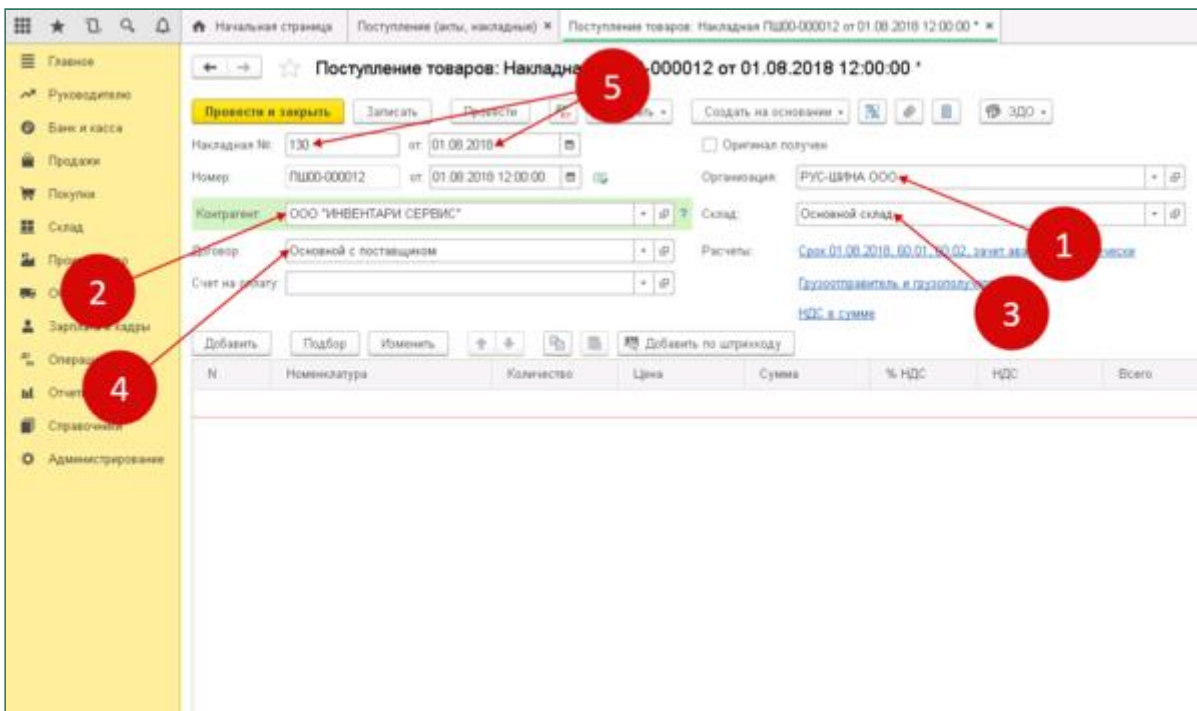 Начальная страница Поступление (акты, накладные) × Поступление товаров: Накладная ПШ00-000012 от 01.08.2018 12:00:00 * ×
Главное
Руководителю
Банк и касса
Продажи
Покупки
Склад
Зарплата и кадры
Справочники
Администрирование
Поступление товаров: Накладна -000012 от 01.08.2018 12:00:00 *
Провести и закрыть Записать Провести Создать на основании ЭДО
Накладная №: 130 от: 01.08.2018 Оригинал получен
Номер: ПШ00-000012 от: 01.08.2018 12:00:00 Организация: РУС-ШИНА ООО
Контрагент: ООО "ИНВЕНТАРИ СЕРВИС" ? Склад: Основной склад
Договор: Основной с поставщиком Расчеты: Срок 01.08.2018, 60.01, 60.02, зачет
Счет на оплату: Грузоотправитель и грузополу
НДС в сумме
Добавить Подбор Изменить Добавить по штрихкоду
N Номенклатура Количество Цена Сумма % НДС НДС Всего
5
1
2
3
4